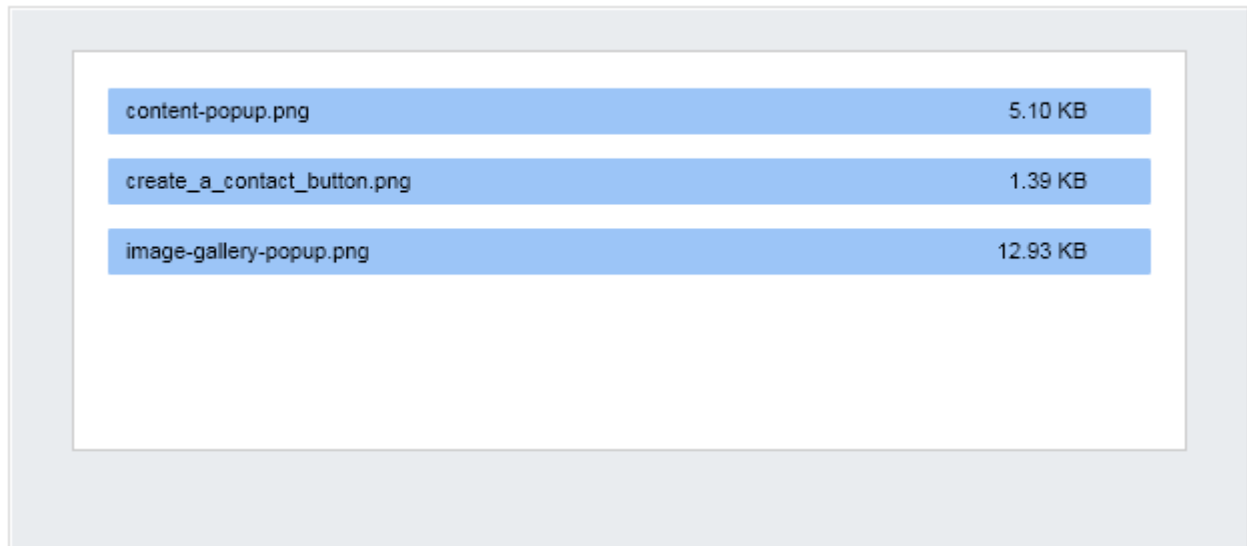 content-popup.png 5.10 KB
create_a_contact_button.png 1.39 KB
image-gallery-popup.png 12.93 KB